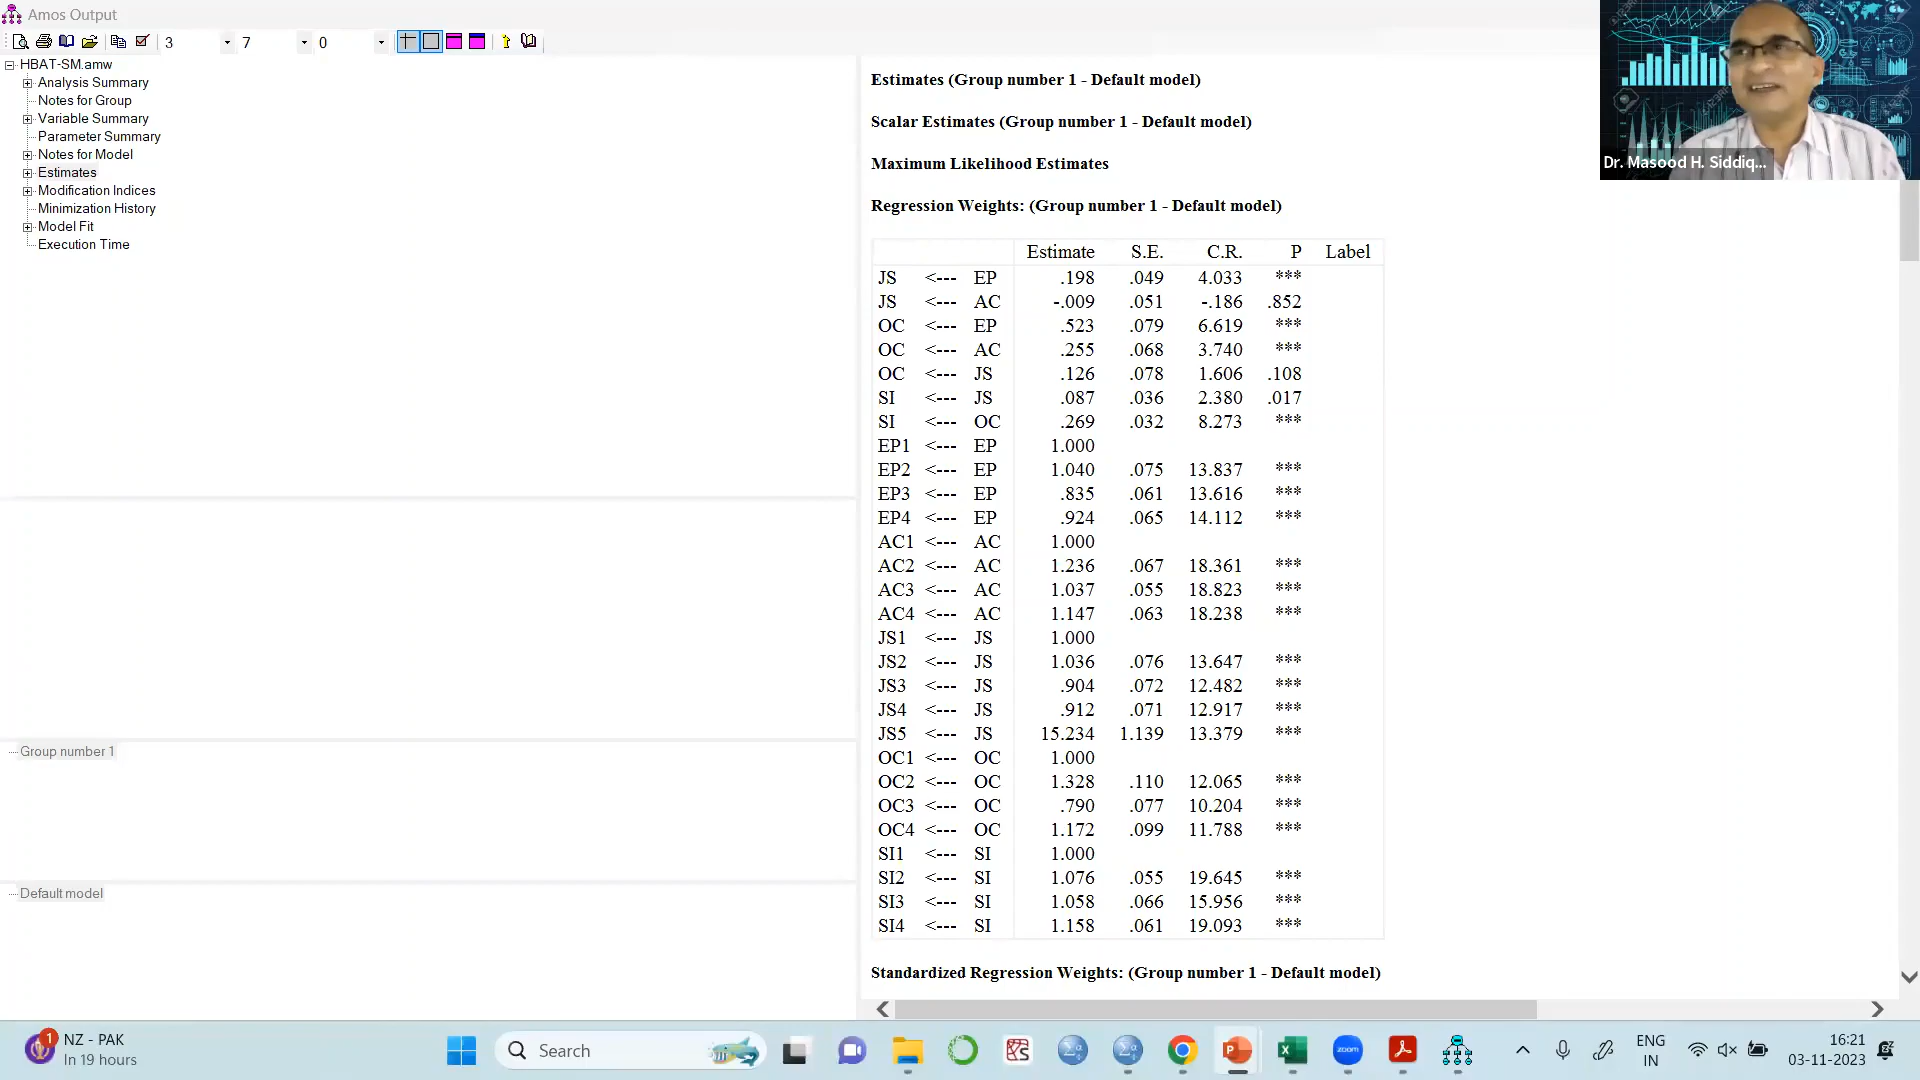 Amos Output
3 7 0
HBAT-SM.amw
Analysis Summary
Notes for Group
Variable Summary
Parameter Summary
Notes for Model
Estimates
Modification Indices
Minimization History
Model Fit
Execution Time
Group number 1
Default model
Estimates (Group number 1 - Default model)
Scalar Estimates (Group number 1 - Default model)
Maximum Likelihood Estimates
Regression Weights: (Group number 1 - Default model)
Estimate S.E. C.R. P Label
JS <--- EP .198 .049 4.033 ***
JS <--- AC -.009 .051 -.186 .852
OC <--- EP .523 .079 6.619 ***
OC <--- AC .255 .068 3.740 ***
OC <--- JS .126 .078 1.606 .108
SI <--- JS .087 .036 2.380 .017
SI <--- OC .269 .032 8.273 ***
EP1 <--- EP 1.000
EP2 <--- EP 1.040 .075 13.837 ***
EP3 <--- EP .835 .061 13.616 ***
EP4 <--- EP .924 .065 14.112 ***
AC1 <--- AC 1.000
AC2 <--- AC 1.236 .067 18.361 ***
AC3 <--- AC 1.037 .055 18.823 ***
AC4 <--- AC 1.147 .063 18.238 ***
JS1 <--- JS 1.000
JS2 <--- JS 1.036 .076 13.647 ***
JS3 <--- JS .904 .072 12.482 ***
JS4 <--- JS .912 .071 12.917 ***
JS5 <--- JS 15.234 1.139 13.379 ***
OC1 <--- OC 1.000
OC2 <--- OC 1.328 .110 12.065 ***
OC3 <--- OC .790 .077 10.204 ***
OC4 <--- OC 1.172 .099 11.788 ***
SI1 <--- SI 1.000
SI2 <--- SI 1.076 .055 19.645 ***
SI3 <--- SI 1.058 .066 15.956 ***
SI4 <--- SI 1.158 .061 19.093 ***
Standardized Regression Weights: (Group number 1 - Default model)
Dr. Masood H. Siddiq...
1
NZ - PAK
In 19 hours
Search
zoom
ENG
IN
16:21
03-11-2023